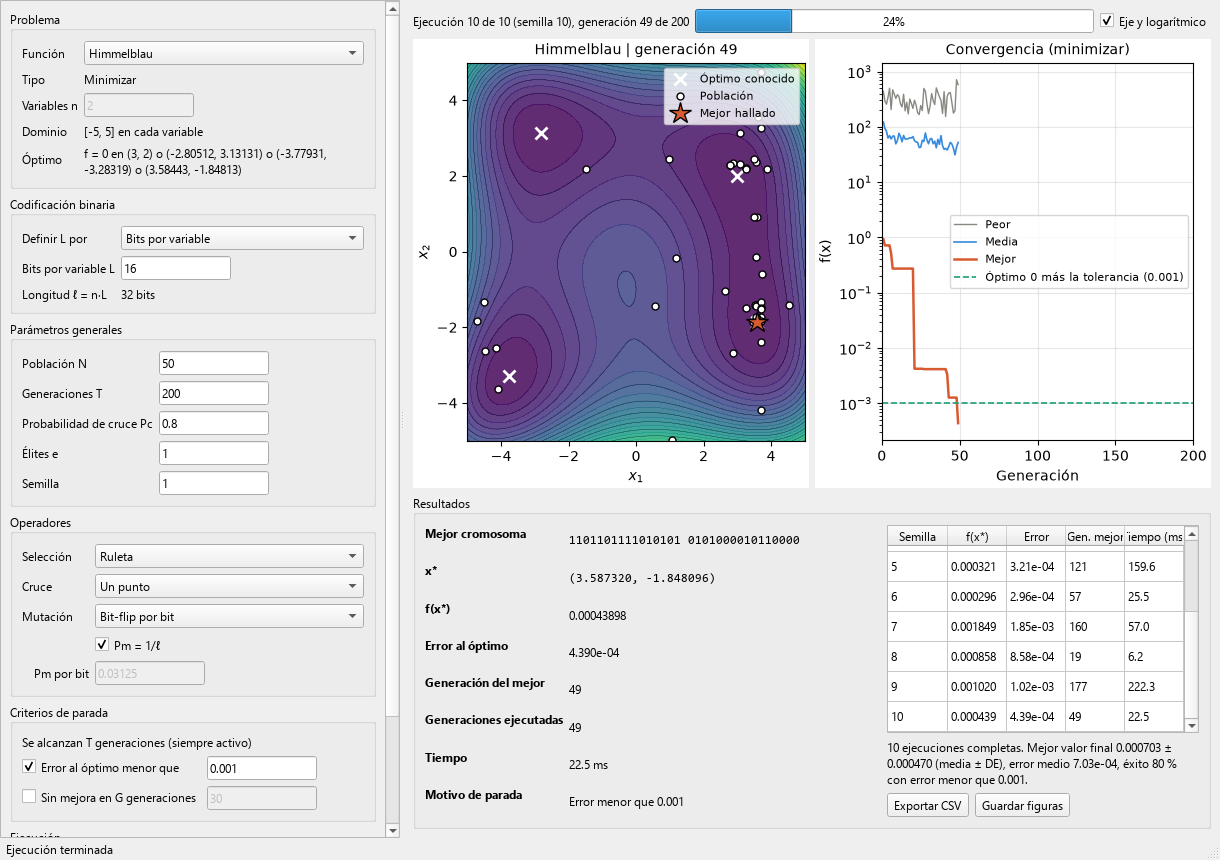 Problema
Función Himmelblau
Tipo Minimizar
Variables n 2
Dominio [-5, 5] en cada variable
Óptimo f = 0 en (3, 2) o (-2.80512, 3.13131) o (-3.77931,
-3.28319) o (3.58443, -1.84813)
Codificación binaria
Definir L por Bits por variable
Bits por variable L 16
Longitud ℓ = n·L 32 bits
Parámetros generales
Población N 50
Generaciones T 200
Probabilidad de cruce Pc 0.8
Élites e 1
Semilla 1
Operadores
Selección Ruleta
Cruce Un punto
Mutación Bit-flip por bit
Pm = 1/ℓ
Pm por bit 0.03125
Criterios de parada
Se alcanzan T generaciones (siempre activo)
Error al óptimo menor que 0.001
Sin mejora en G generaciones 30
Ejecución terminada
Ejecución 10 de 10 (semilla 10), generación 49 de 200 24% Eje y logarítmico
Himmelblau | generación 49
Óptimo conocido
Población
Mejor hallado
4
2
0
−2
−4
x₂
−4 −2 0 2 4
x₁
Convergencia (minimizar)
10³
10²
10¹
10⁰
10⁻¹
10⁻²
10⁻³
f(x)
Peor
Media
Mejor
Óptimo 0 más la tolerancia (0.001)
0 50 100 150 200
Generación
Resultados
Mejor cromosoma 1101101111010101 0101000010110000
x* (3.587320, -1.848096)
f(x*) 0.00043898
Error al óptimo 4.390e-04
Generación del mejor 49
Generaciones ejecutadas 49
Tiempo 22.5 ms
Motivo de parada Error menor que 0.001
Semilla f(x*) Error Gen. mejor iempo (ms
5 0.000321 3.21e-04 121 159.6
6 0.000296 2.96e-04 57 25.5
7 0.001849 1.85e-03 160 57.0
8 0.000858 8.58e-04 19 6.2
9 0.001020 1.02e-03 177 222.3
10 0.000439 4.39e-04 49 22.5
10 ejecuciones completas. Mejor valor final 0.000703 ±
0.000470 (media ± DE), error medio 7.03e-04, éxito 80 %
con error menor que 0.001.
Exportar CSV Guardar figuras